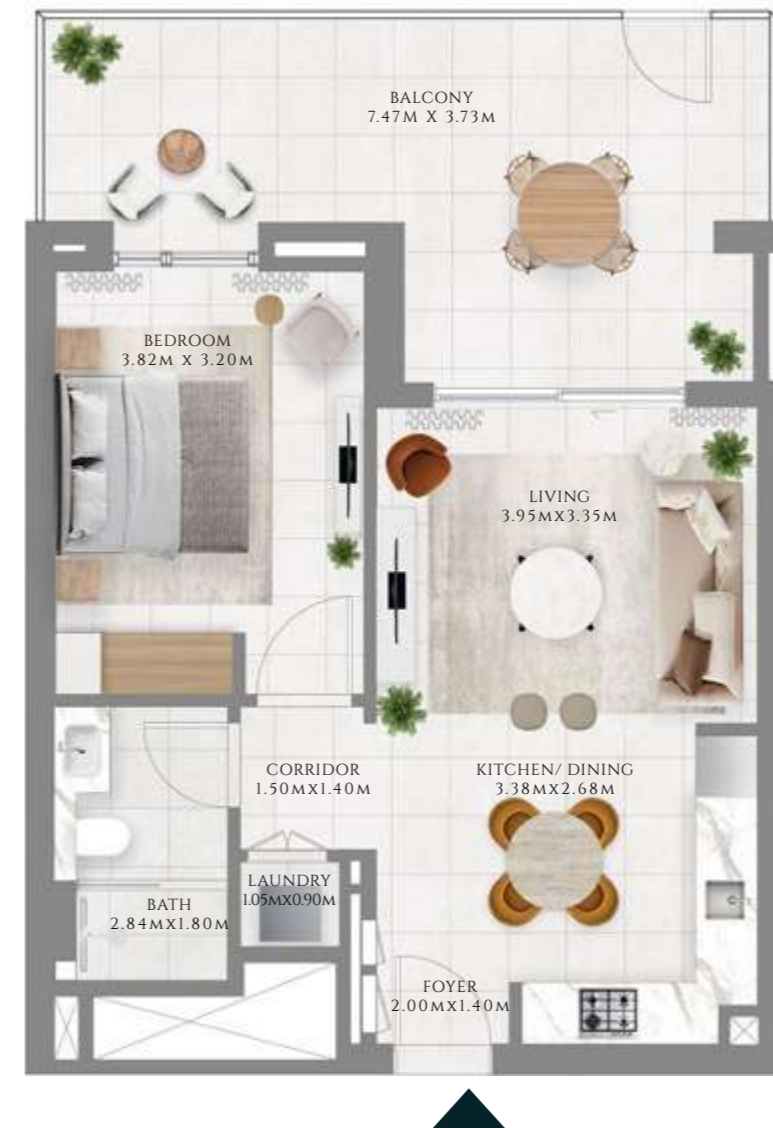 BALCONY
7.47M X 3.73M
BEDROOM
3.82M X 3.20M
LIVING
3.95MX3.35M
CORRIDOR
1.50MX1.40M
KITCHEN/ DINING
3.38MX2.68M
LAUNDRY
1.05MX0.90M
BATH
2.84MX1.80M
FOYER
2.00MX1.40M